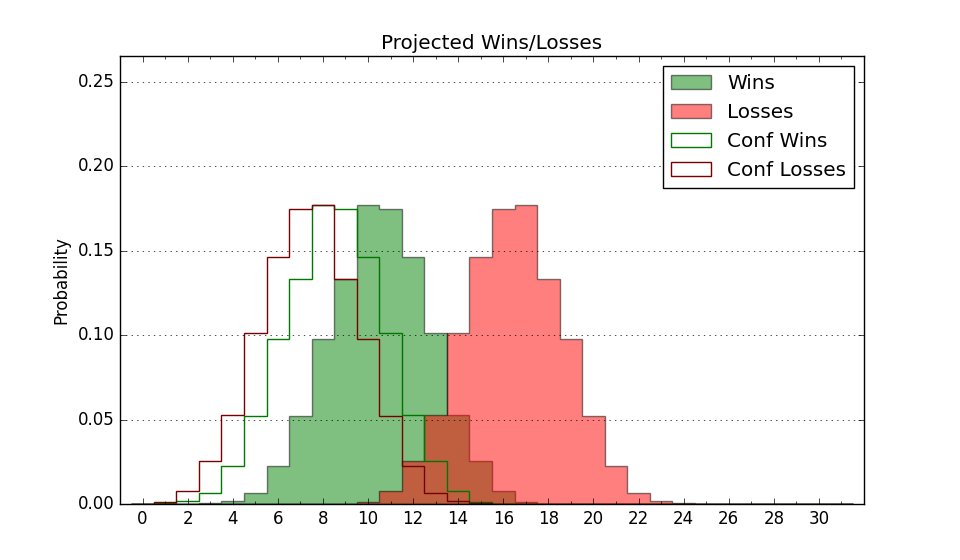 Projected Wins/Losses
Wins
Losses
Conf Wins
Conf Losses
Probability
0.25
0.20
0.15
0.10
0.05
0.00
0 2 4 6 8 10 12 14 16 18 20 22 24 26 28 30